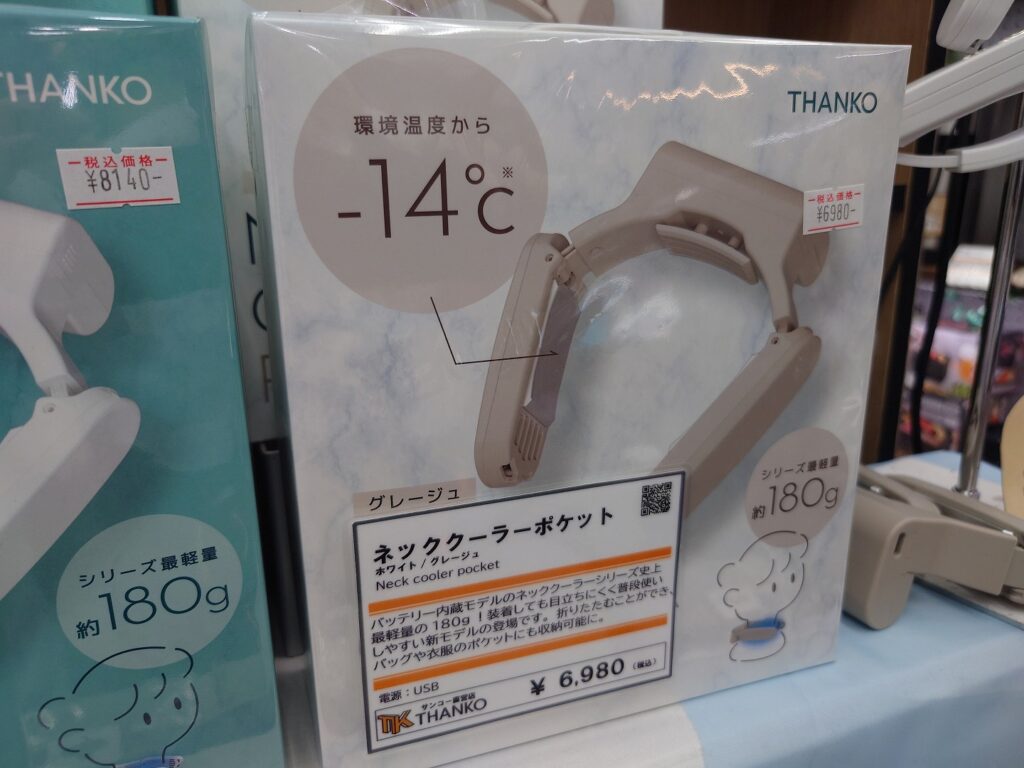 THANKO
税込価格
¥8140-
シリーズ最軽量
約180g
環境温度から
-14℃※
THANKO
税込価格
¥6980-
シリーズ最軽量
約180g
グレージュ
ネッククーラーポケット
ホワイト / グレージュ
Neck cooler pocket
バッテリー内蔵モデルのネッククーラーシリーズ史上
最軽量の 180g！装着しても目立ちにくく普段使い
しやすい新モデルの登場です。折りたたむことができ、
バッグや衣服のポケットにも収納可能に。
電源：USB
¥ 6,980 (税込)
サンコー直営店
TK THANKO